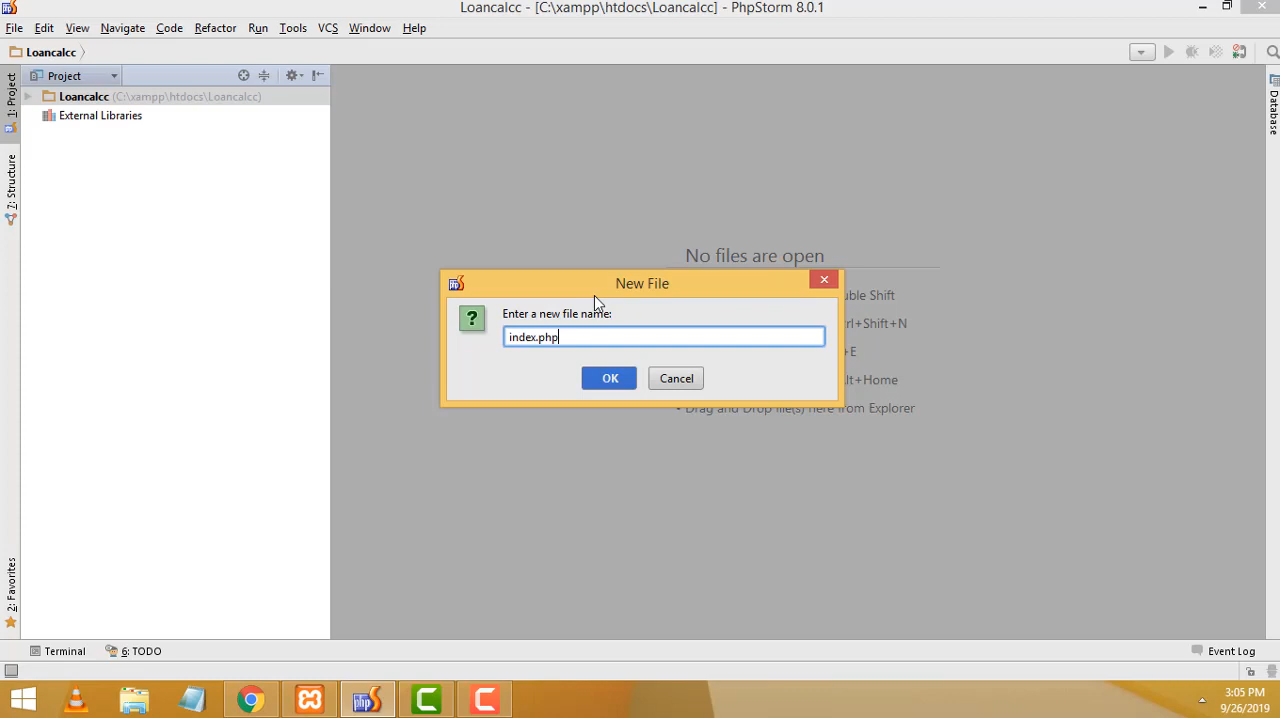 Loancalcc - [C:\xampp\htdocs\Loancalcc] - PhpStorm 8.0.1
File Edit View Navigate Code Refactor Run Tools VCS Window Help
Loancalcc
Project
Loancalcc (C:\xampp\htdocs\Loancalcc)
External Libraries
1: Project
7: Structure
2: Favorites
Database
No files are open
uble Shift
rl+Shift+N
+E
lt+Home
• Drag and Drop file(s) here from Explorer
New File
Enter a new file name:
index.php
OK Cancel
Terminal 6: TODO Event Log
3:05 PM
9/26/2019